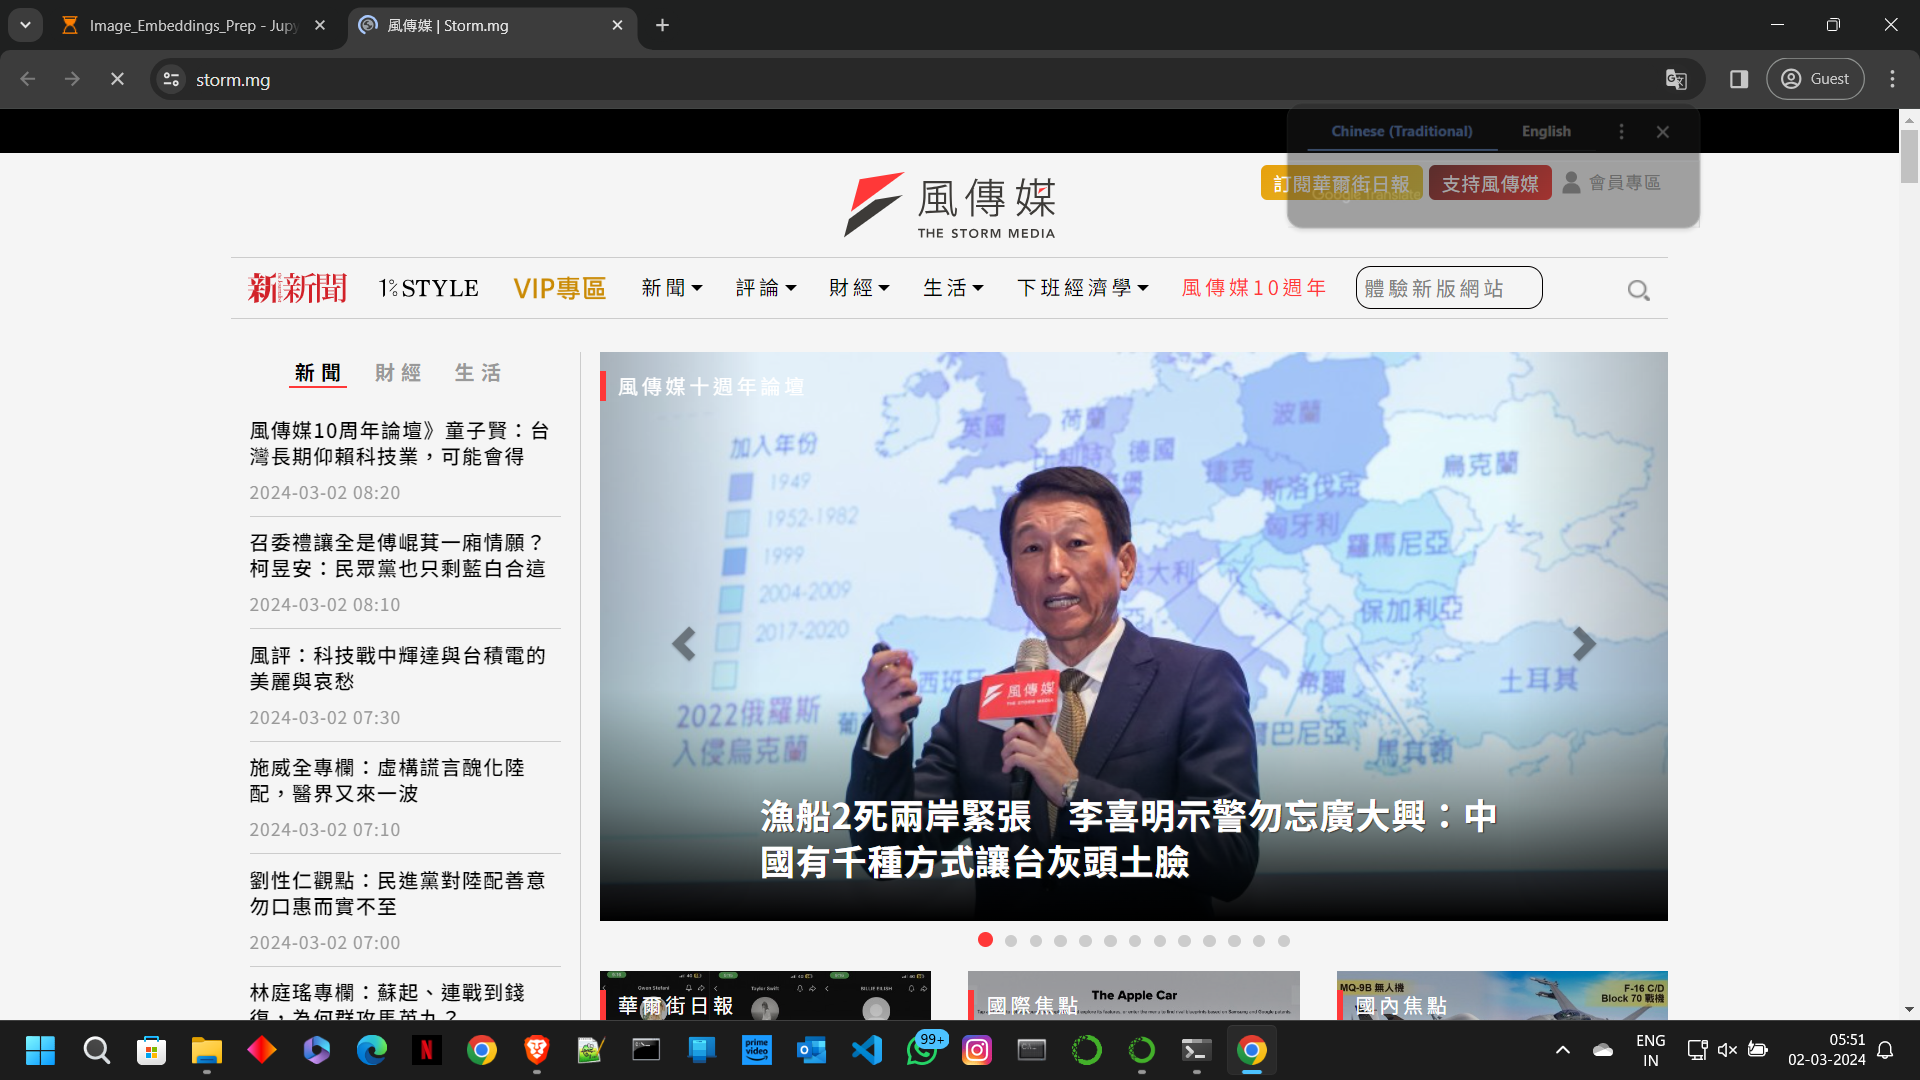 Image_Embeddings_Prep - Jupy
風傳媒 | Storm.mg
storm.mg
Guest
Chinese (Traditional)
English
Google Translate
訂閱華爾街日報
支持風傳媒
會員專區
風傳媒
THE STORM MEDIA
新新聞
1% STYLE
VIP專區
新聞
評論
財經
生活
下班經濟學
風傳媒10週年
體驗新版網站
新聞
財經
生活
風傳媒10周年論壇》童子賢：台
灣長期仰賴科技業，可能會得
2024-03-02 08:20
召委禮讓全是傅崐萁一廂情願？
柯昱安：民眾黨也只剩藍白合這
2024-03-02 08:10
風評：科技戰中輝達與台積電的
美麗與哀愁
2024-03-02 07:30
施威全專欄：虛構謊言醜化陸
配，醫界又來一波
2024-03-02 07:10
劉性仁觀點：民進黨對陸配善意
勿口惠而實不至
2024-03-02 07:00
林庭瑤專欄：蘇起、連戰到錢
復，為何群攻馬英九？
風傳媒十週年論壇
加入年份
1949
1952-1982
1999
2004-2009
2017-2020
2022俄羅斯
入侵烏克蘭
英國
荷蘭
波蘭
比利時
德國
捷克
烏克蘭
斯洛伐克
匈牙利
羅馬尼亞
義大利
保加利亞
西班牙
希臘
土耳其
馬其頓
風傳媒
THE STORM MEDIA
漁船2死兩岸緊張　李喜明示警勿忘廣大興：中
國有千種方式讓台灰頭土臉
Gwen Stefani
Taylor Swift
BILLIE EILISH
華爾街日報
The Apple Car
國際焦點
MQ-9B 無人機
F-16 C/D
Block 70 戰機
國內焦點
prime
video
99+
ENG
IN
05:51
02-03-2024